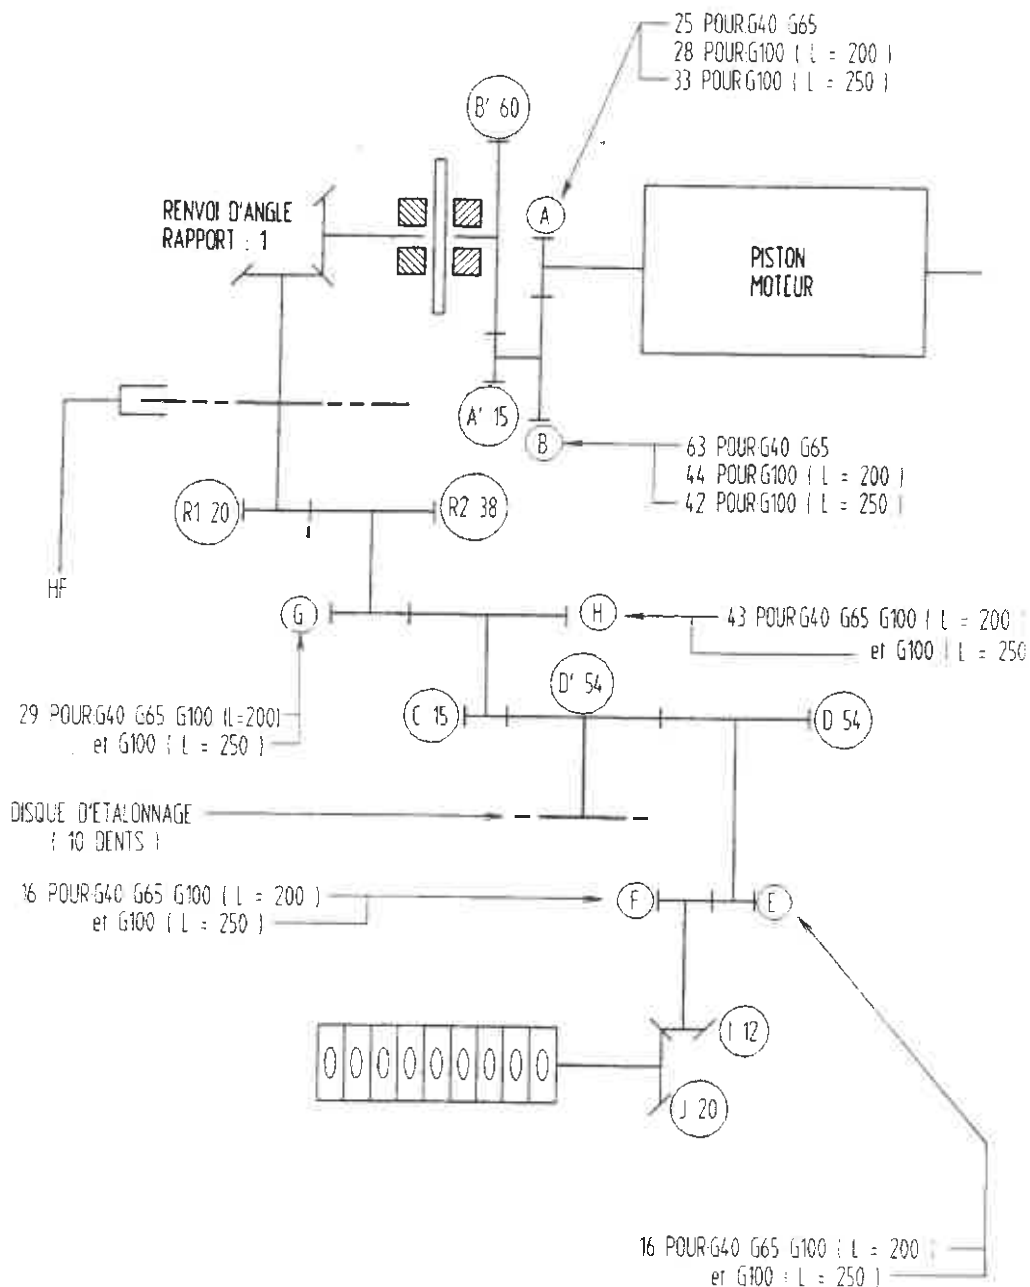 25 POUR G40 G65
28 POUR G100 ( L = 200 )
33 POUR G100 ( L = 250 )
B' 60
A
RENVOI D'ANGLE
RAPPORT : 1
PISTON
MOTEUR
A' 15
B
63 POUR G40 G65
44 POUR G100 ( L = 200 )
42 POUR G100 ( L = 250 )
R1 20
R2 38
HF
G
H
43 POUR G40 G65 G100 ( L = 200
et G100 ( L = 250
D' 54
29 POUR G40 G65 G100 (L=200)
et G100 ( L = 250 )
C 15
D 54
DISQUE D'ETALONNAGE
( 10 DENTS )
16 POUR G40 G65 G100 ( L = 200 )
et G100 ( L = 250 )
F
E
I 12
0 0 0 0 0 0 0 0 0
J 20
16 POUR G40 G65 G100 ( L = 200 )
et G100 ( L = 250 )